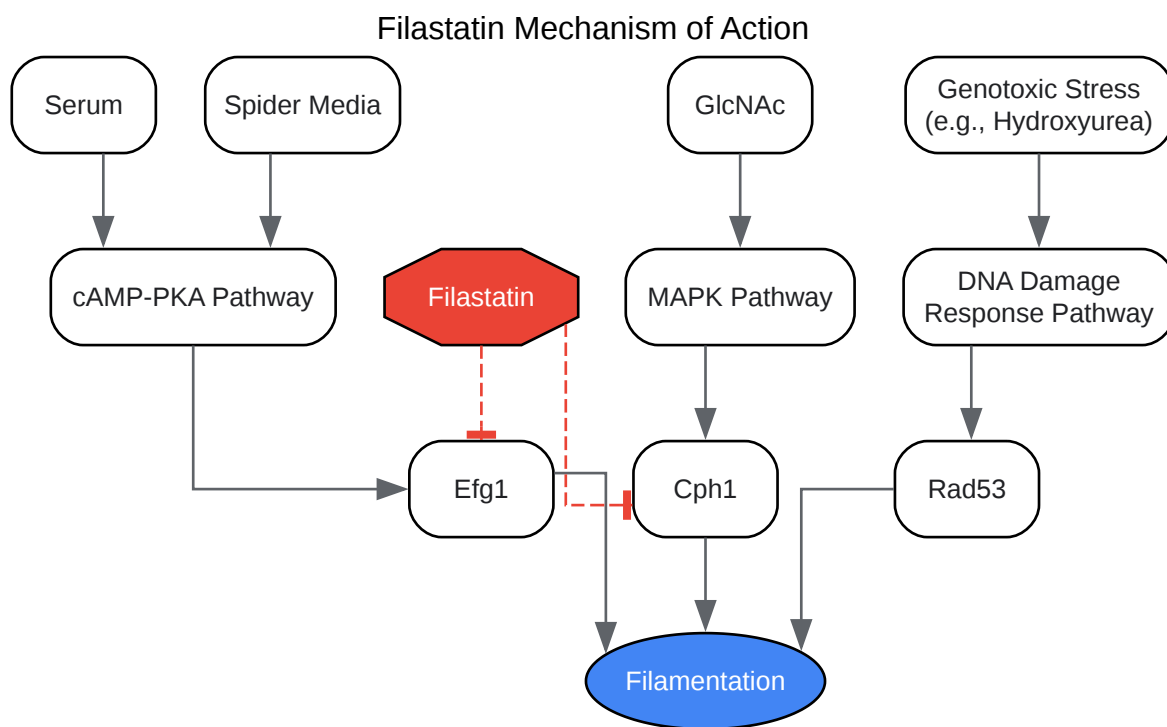 Filastatin Mechanism of Action
Serum
Spider Media
GlcNAc
Genotoxic Stress
(e.g., Hydroxyurea)
cAMP-PKA Pathway
Filastatin
MAPK Pathway
DNA Damage
Response Pathway
Efg1
Cph1
Rad53
Filamentation